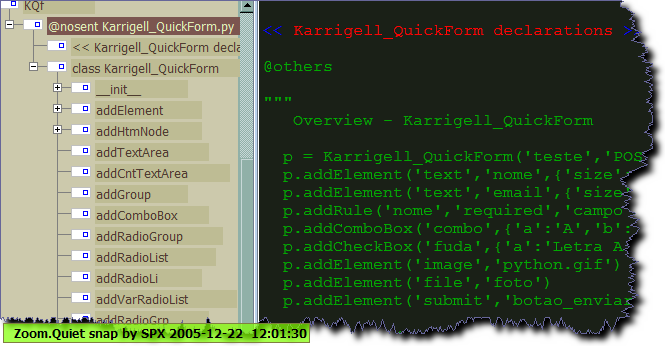 KQf
@nosent Karrigell_QuickForm.py
<< Karrigell_QuickForm decla
class Karrigell_QuickForm
__init__
addElement
addHtmNode
addTextArea
addCntTextArea
addGroup
addComboBox
addRadioGroup
addRadioList
addRadioLi
addVarRadioList
addRadioGrp
<< Karrigell_QuickForm declarations >
@others
"""
Overview - Karrigell_QuickForm
p = Karrigell_QuickForm('teste','POS
p.addElement('text','nome',{'size'
p.addElement('text','email',{'size
p.addRule('nome','required','campo
p.addComboBox('combo',{'a':'A','b':
p.addCheckBox('fuda',{'a':'Letra A
p.addElement('image','python.gif')
p.addElement('file','foto')
p.addElement('submit','botao_enviar
Zoom.Quiet snap by SPX 2005-12-22 12:01:30